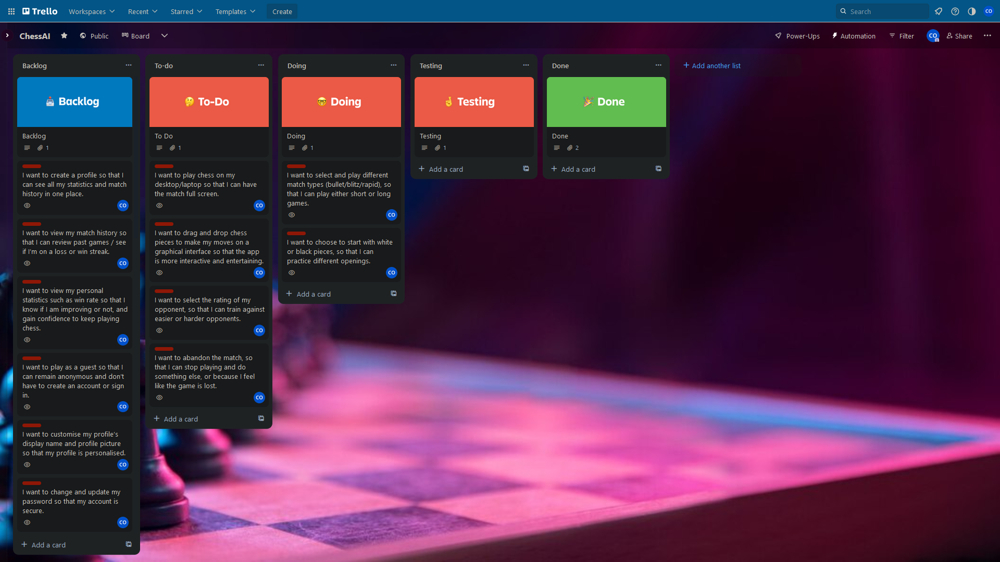 Trello
Workspaces
Recent
Starred
Templates
Create
Search
CO
ChessAI
Public
Board
Power-Ups
Automation
Filter
CO
Share
Backlog
Backlog
Backlog
1
I want to create a profile so that I
can see all my statistics and match
history in one place.
CO
I want to view my match history so
that I can review past games / see
if I'm on a loss or win streak.
CO
I want to view my personal
statistics such as win rate so that I
know if I am improving or not, and
gain confidence to keep playing
chess.
CO
I want to play as a guest so that I
can remain anonymous and don't
have to create an account or sign
in.
CO
I want to customise my profile's
display name and profile picture
so that my profile is personalised.
CO
I want to change and update my
password so that my account is
secure.
CO
Add a card
To-do
To-Do
To Do
1
I want to play chess on my
desktop/laptop so that I can have
the match full screen.
CO
I want to drag and drop chess
pieces to make my moves on a
graphical interface so that the app
is more interactive and entertaining.
CO
I want to select the rating of my
opponent, so that I can train against
easier or harder opponents.
CO
I want to abandon the match, so
that I can stop playing and do
something else, or because I feel
like the game is lost.
CO
Add a card
Doing
Doing
Doing
1
I want to select and play different
match types (bullet/blitz/rapid), so
that I can play either short or long
games.
CO
I want to choose to start with white
or black pieces, so that I can
practice different openings.
CO
Add a card
Testing
Testing
Testing
1
Add a card
Done
Done
Done
2
Add a card
Add another list